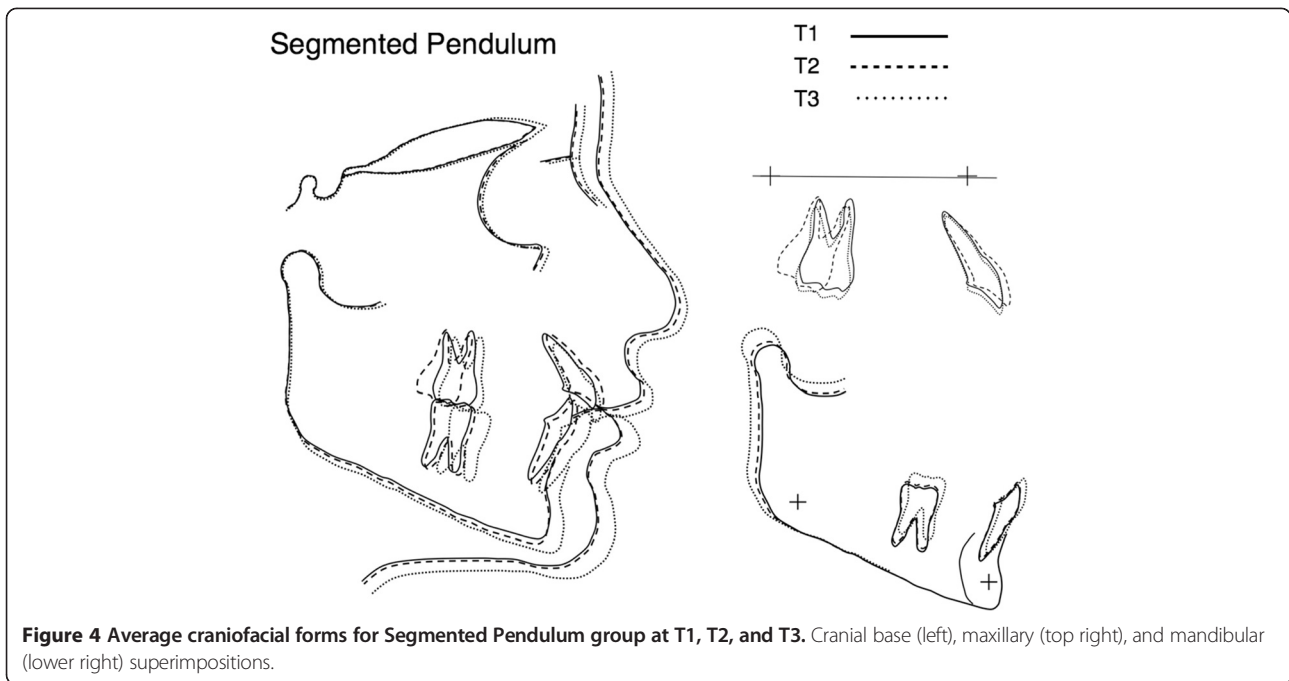 Segmented Pendulum
T1
T2
T3
Figure 4 Average craniofacial forms for Segmented Pendulum group at T1, T2, and T3. Cranial base (left), maxillary (top right), and mandibular
(lower right) superimpositions.